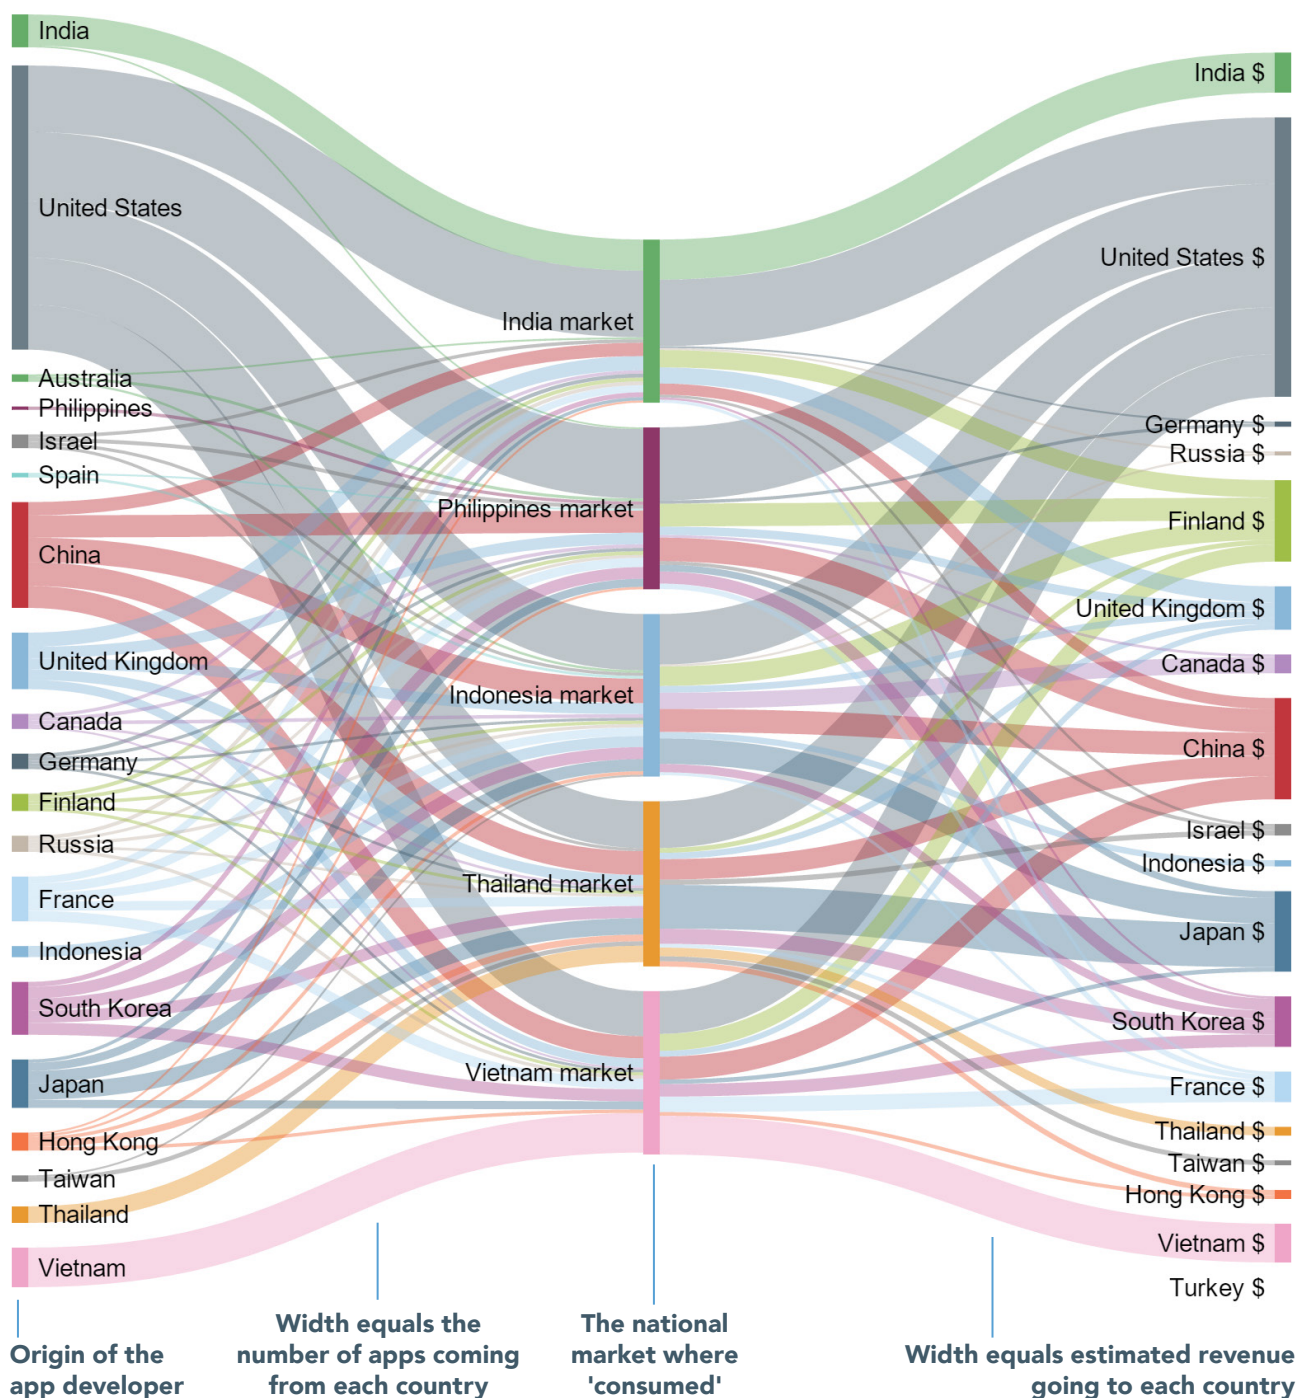 India
United States
Australia
Philippines
Israel
Spain
China
United Kingdom
Canada
Germany
Finland
Russia
France
Indonesia
South Korea
Japan
Hong Kong
Taiwan
Thailand
Vietnam
India market
Philippines market
Indonesia market
Thailand market
Vietnam market
India $
United States $
Germany $
Russia $
Finland $
United Kingdom $
Canada $
China $
Israel $
Indonesia $
Japan $
South Korea $
France $
Thailand $
Taiwan $
Hong Kong $
Vietnam $
Turkey $
Origin of the
app developer
Width equals the
number of apps coming
from each country
The national
market where
'consumed'
Width equals estimated revenue
going to each country